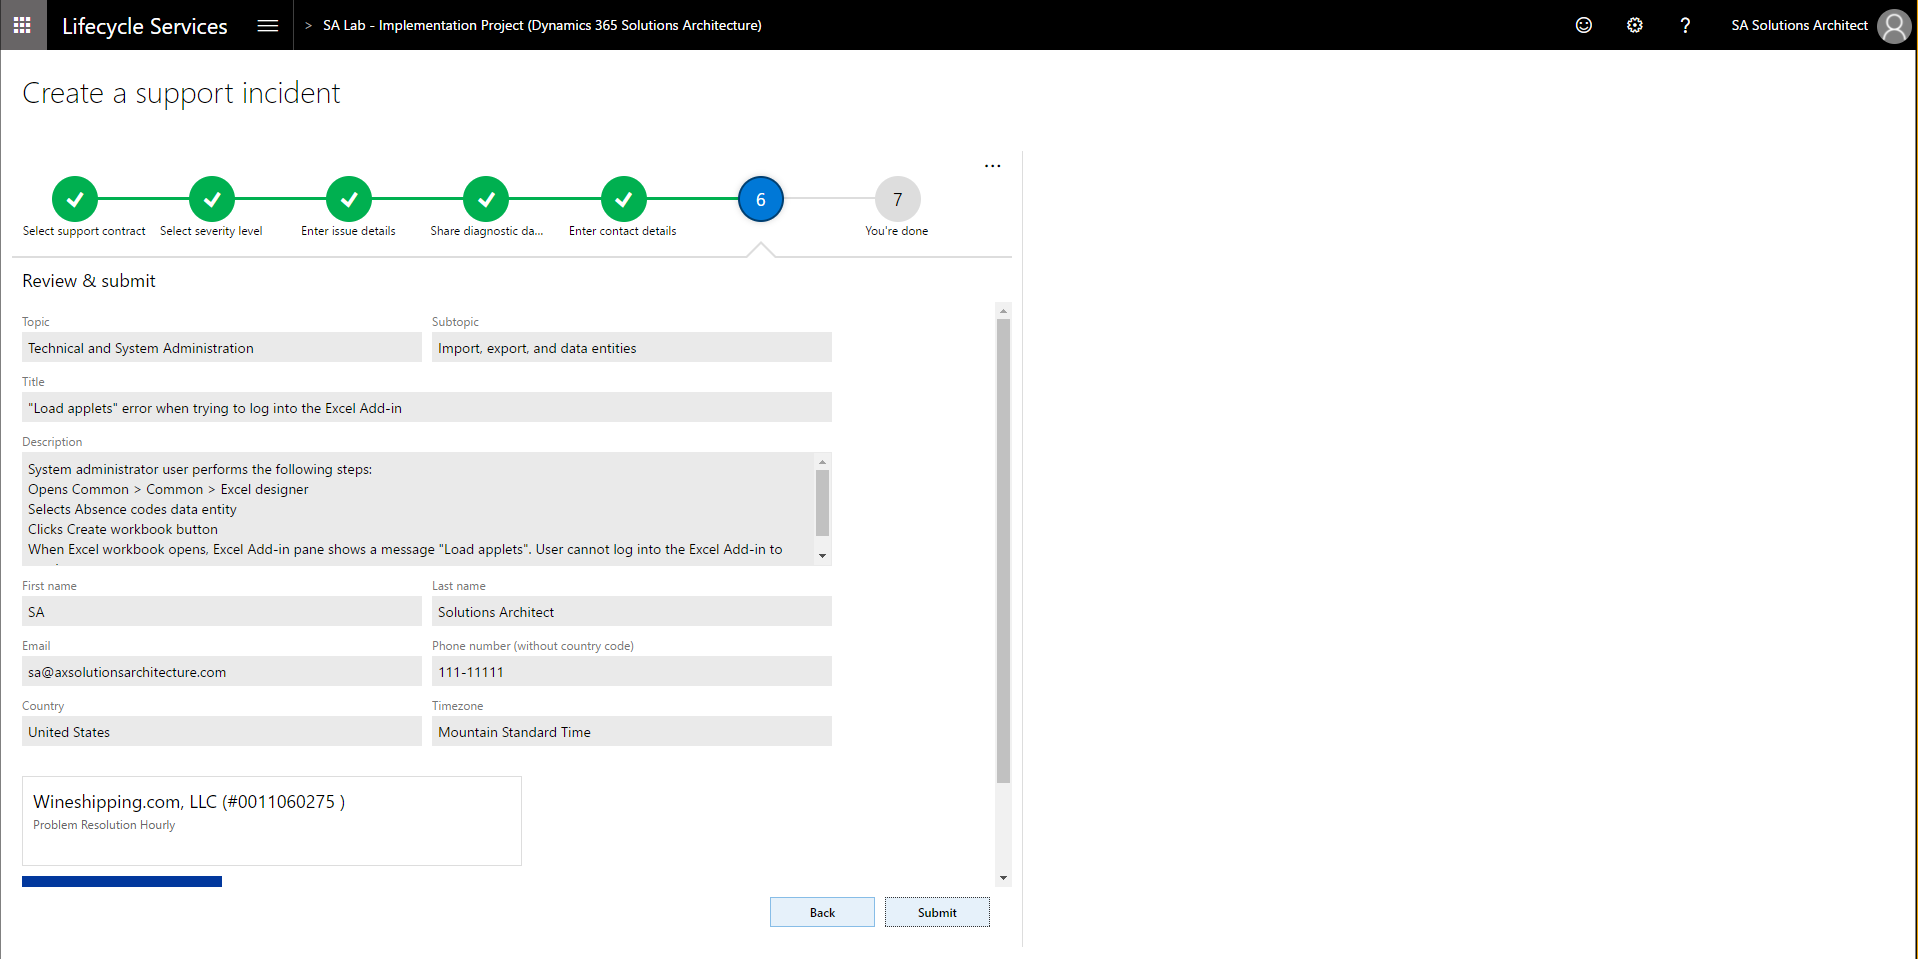 Lifecycle Services
> SA Lab - Implementation Project (Dynamics 365 Solutions Architecture)
? SA Solutions Architect
Create a support incident
...
6 7
Select support contract Select severity level Enter issue details Share diagnostic da... Enter contact details You're done
Review & submit
Topic Subtopic
Technical and System Administration Import, export, and data entities
Title
"Load applets" error when trying to log into the Excel Add-in
Description
System administrator user performs the following steps:
Opens Common > Common > Excel designer
Selects Absence codes data entity
Clicks Create workbook button
When Excel workbook opens, Excel Add-in pane shows a message "Load applets". User cannot log into the Excel Add-in to
First name Last name
SA Solutions Architect
Email Phone number (without country code)
sa@axsolutionsarchitecture.com 111-11111
Country Timezone
United States Mountain Standard Time
Wineshipping.com, LLC (#0011060275 )
Problem Resolution Hourly
Back Submit